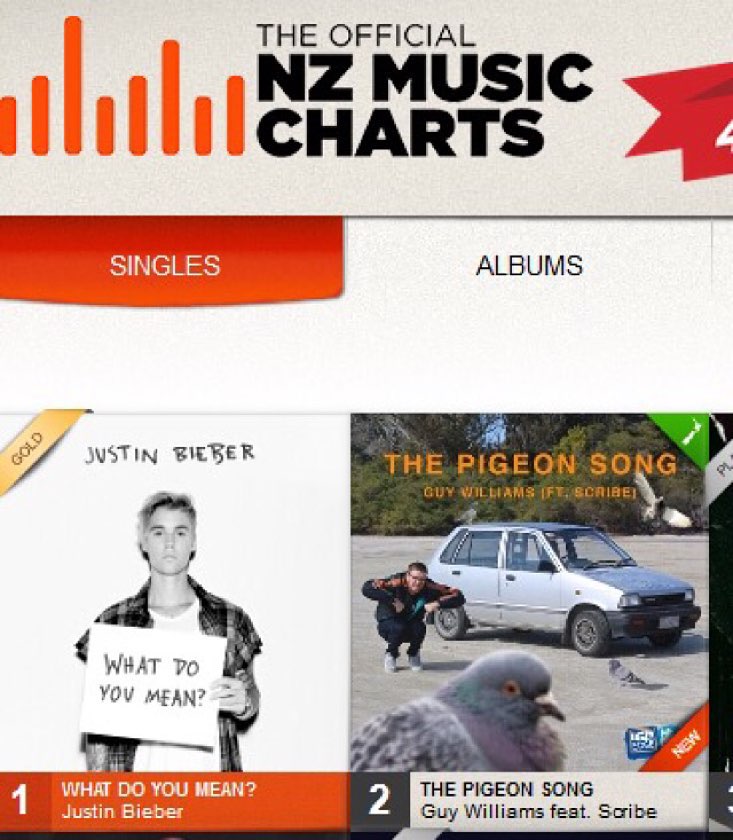 THE OFFICIAL
NZ MUSIC
CHARTS
4
SINGLES
ALBUMS
GOLD
JUSTIN BIEBER
WHAT DO
YOU MEAN?
THE PIGEON SONG
GUY WILLIAMS (FT. SCRIBE)
NEW
1
WHAT DO YOU MEAN?
Justin Bieber
2
THE PIGEON SONG
Guy Williams feat. Scribe
3